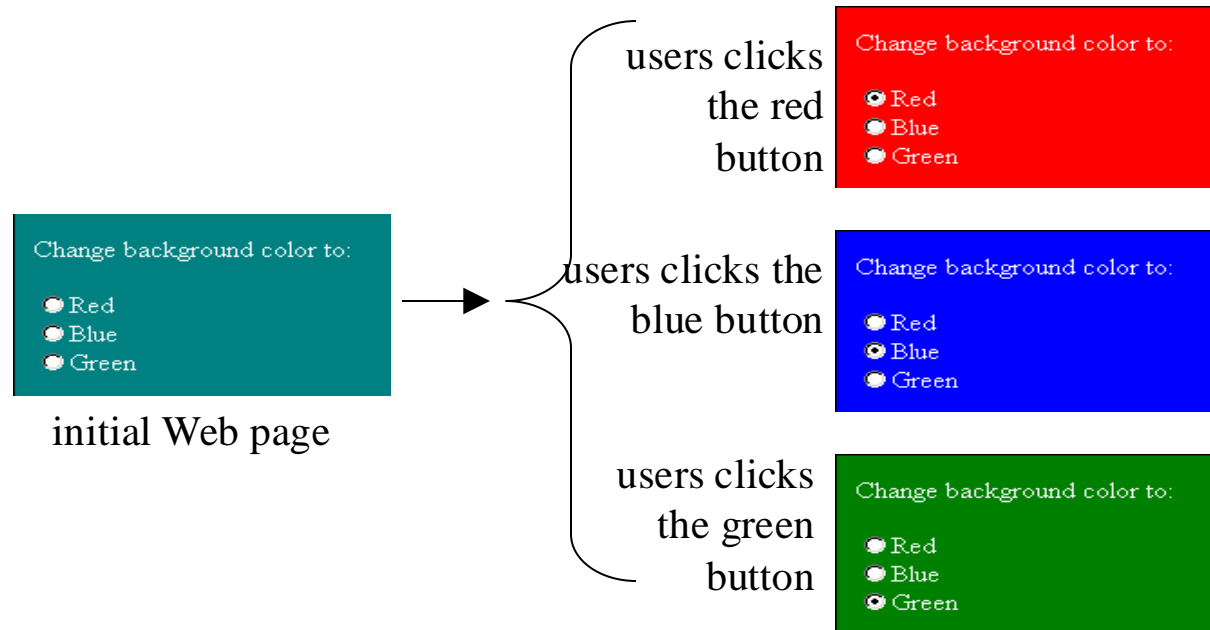 Change background color to:
Red
Blue
Green
initial Web page
users clicks
the red
button
Change background color to:
Red
Blue
Green
users clicks the
blue button
Change background color to:
Red
Blue
Green
users clicks
the green
button
Change background color to:
Red
Blue
Green